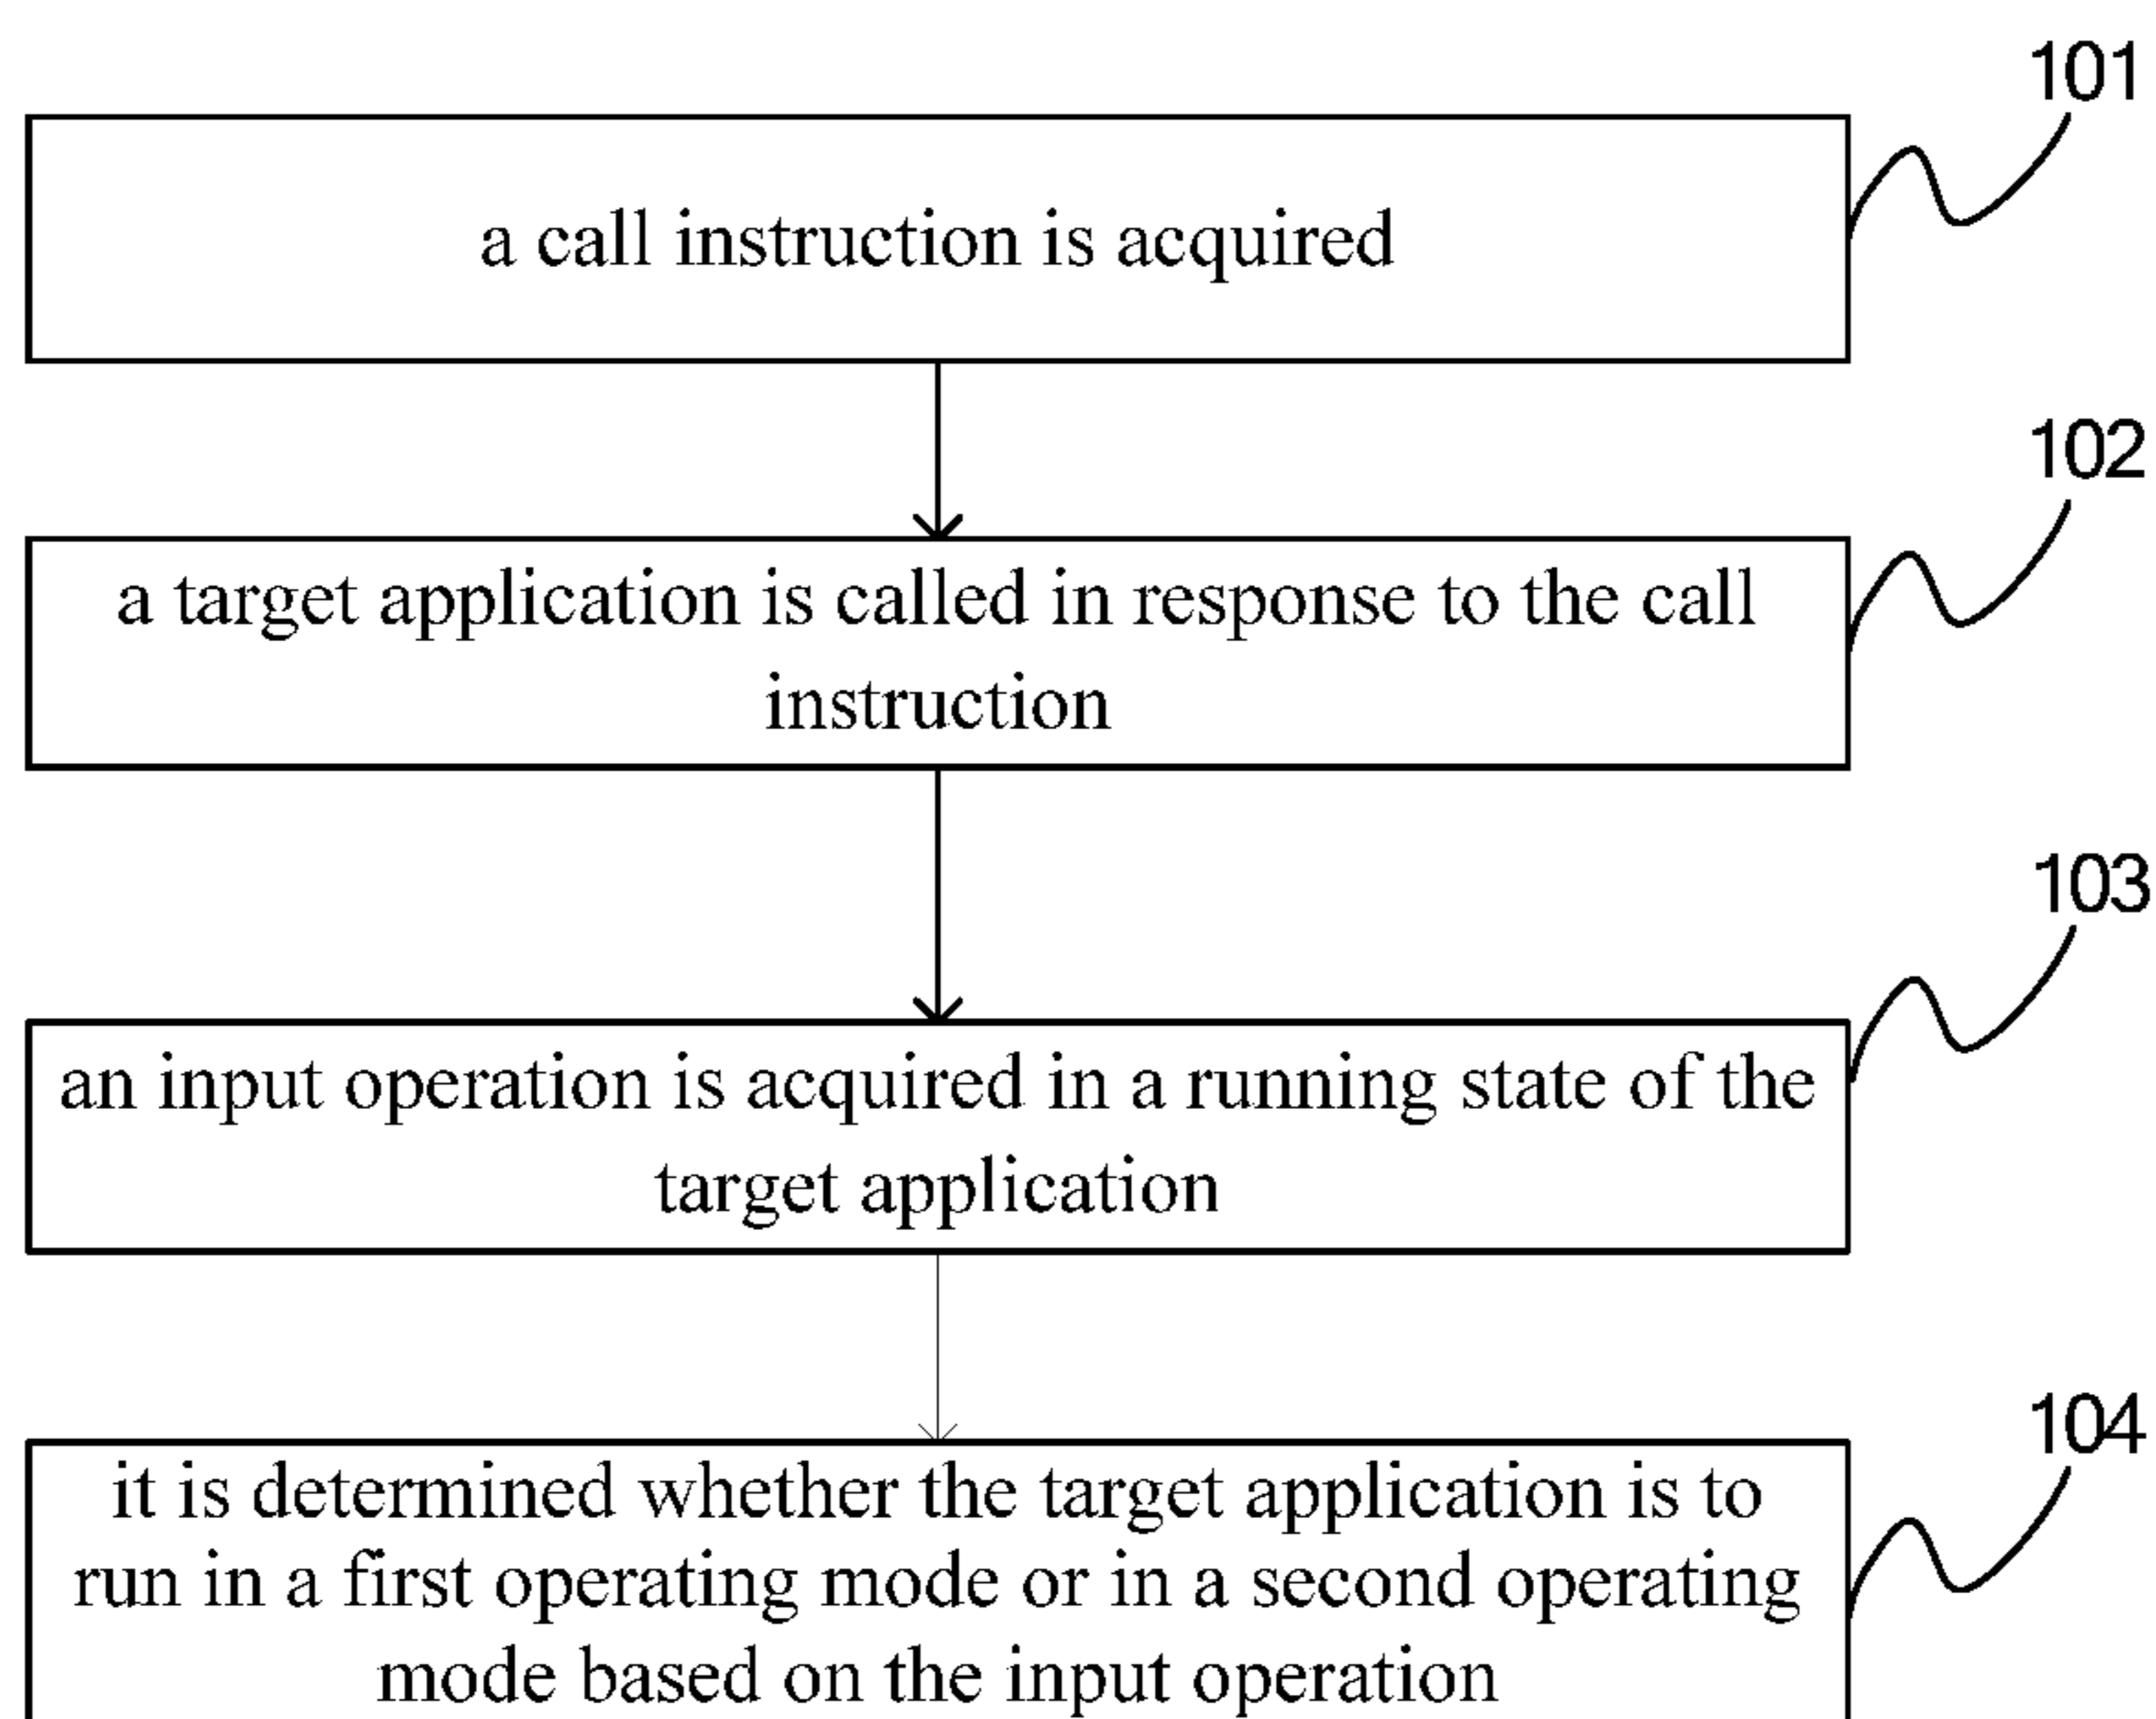 101
a call instruction is acquired
102
a target application is called in response to the call
instruction
103
an input operation is acquired in a running state of the
target application
104
it is determined whether the target application is to
run in a first operating mode or in a second operating
mode based on the input operation